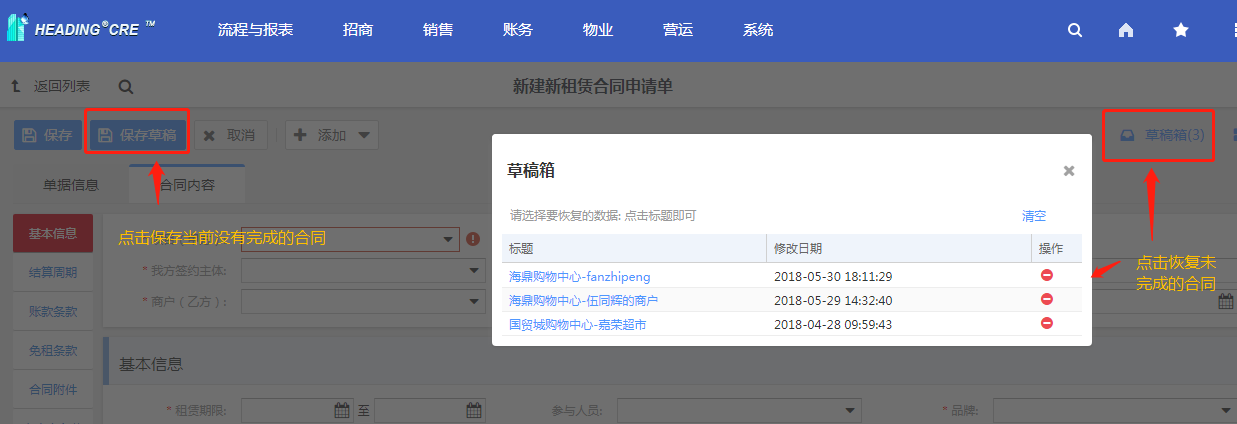 HEADING®CRE ™ 流程与报表 招商 销售 账务 物业 营运 系统
返回列表 新建新租赁合同申请单
保存 保存草稿 取消 添加 草稿箱(3)
单据信息 合同内容
草稿箱
请选择要恢复的数据: 点击标题即可 清空
标题 修改日期 操作
海鼎购物中心-fanzhipeng 2018-05-30 18:11:29
海鼎购物中心-伍同辉的商户 2018-05-29 14:32:40
国贸城购物中心-嘉荣超市 2018-04-28 09:59:43
基本信息
结算周期
账款条款
免租条款
合同附件
点击保存当前没有完成的合同
* 我方签约主体:
* 商户（乙方）:
点击恢复未
完成的合同
基本信息
* 租赁期限: 至 参与人员: * 品牌: